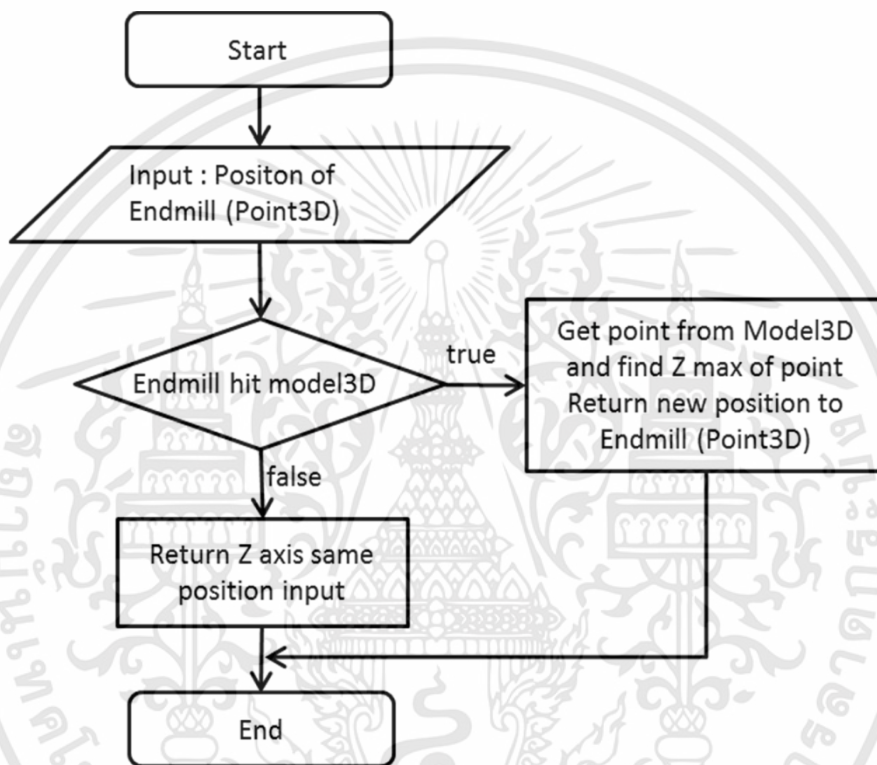 Start
Input : Positon of
Endmill (Point3D)
Endmill hit model3D
true
Get point from Model3D
and find Z max of point
Return new position to
Endmill (Point3D)
false
Return Z axis same
position input
End